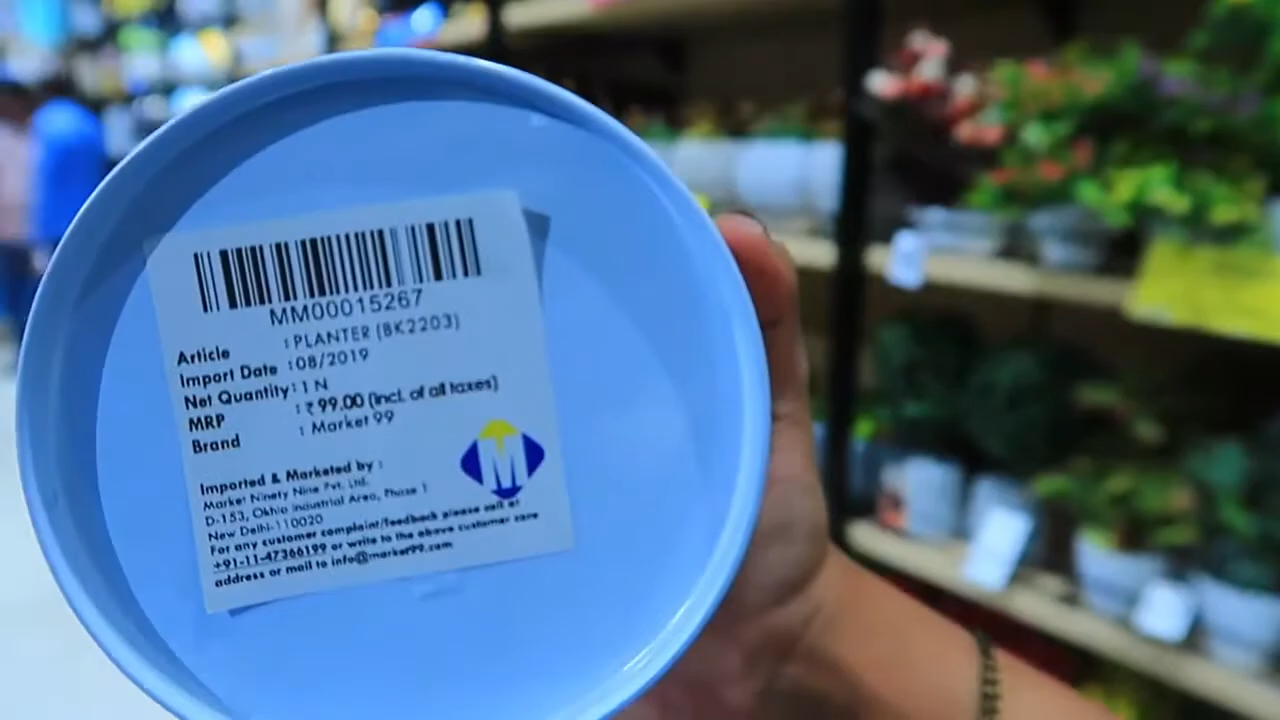 MM00015267
Article : PLANTER (BK2203)
Import Date : 08/2019
Net Quantity : 1 N
MRP : ₹ 99.00 (incl. of all taxes)
Brand : Market 99
Imported & Marketed by :
Market Ninety Nine Pvt. Ltd.
D-153, Okhla Industrial Area, Phase 1
New Delhi-110020
For any customer complaint/feedback please call at
+91-11-47366199 or write to the above customer care
address or mail to info@market99.com
M